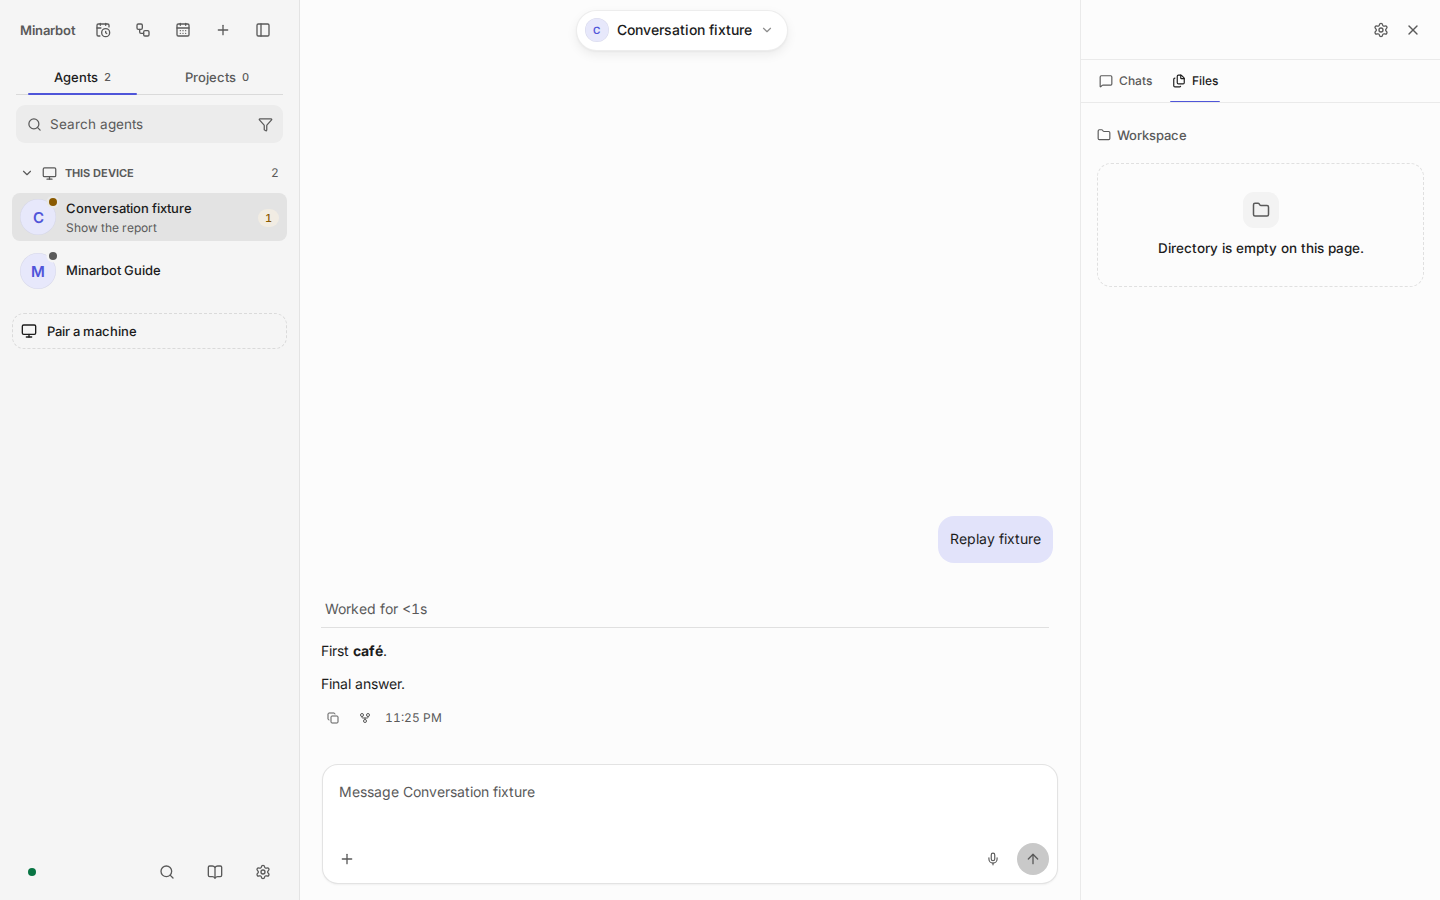 Minarbot
Agents 2
Projects 0
Search agents
THIS DEVICE 2
C
Conversation fixture
Show the report
1
M
Minarbot Guide
Pair a machine
C Conversation fixture
Replay fixture
Worked for <1s
First café.
Final answer.
11:25 PM
Message Conversation fixture
Chats
Files
Workspace
Directory is empty on this page.